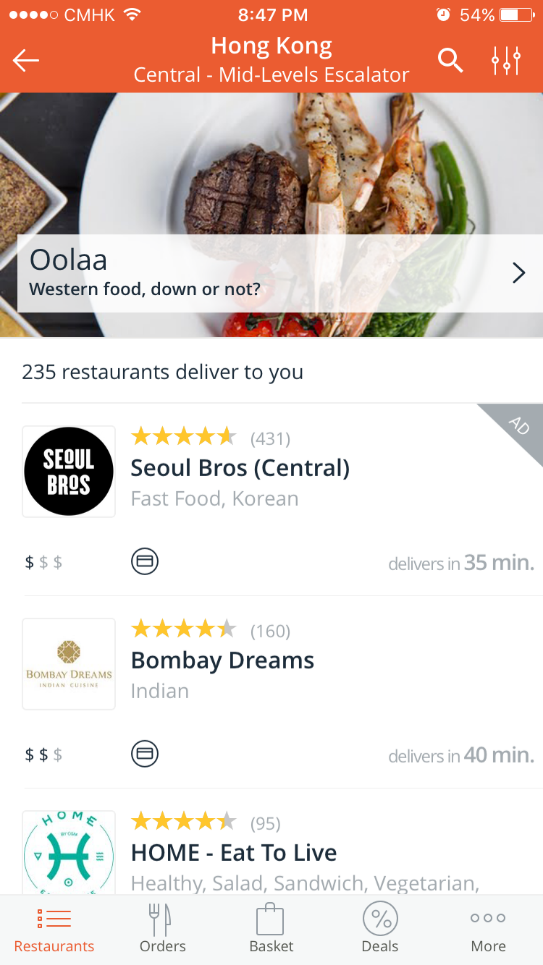 CMHK
8:47 PM
54%
Hong Kong
Central - Mid-Levels Escalator
Oolaa
Western food, down or not?
235 restaurants deliver to you
AD
SEOUL
BROS
(431)
Seoul Bros (Central)
Fast Food, Korean
$ $ $
delivers in 35 min.
BOMBAY DREAMS
INDIAN CUISINE
(160)
Bombay Dreams
Indian
$ $ $
delivers in 40 min.
HOME
(95)
HOME - Eat To Live
Healthy, Salad, Sandwich, Vegetarian,
Restaurants
Orders
Basket
Deals
More